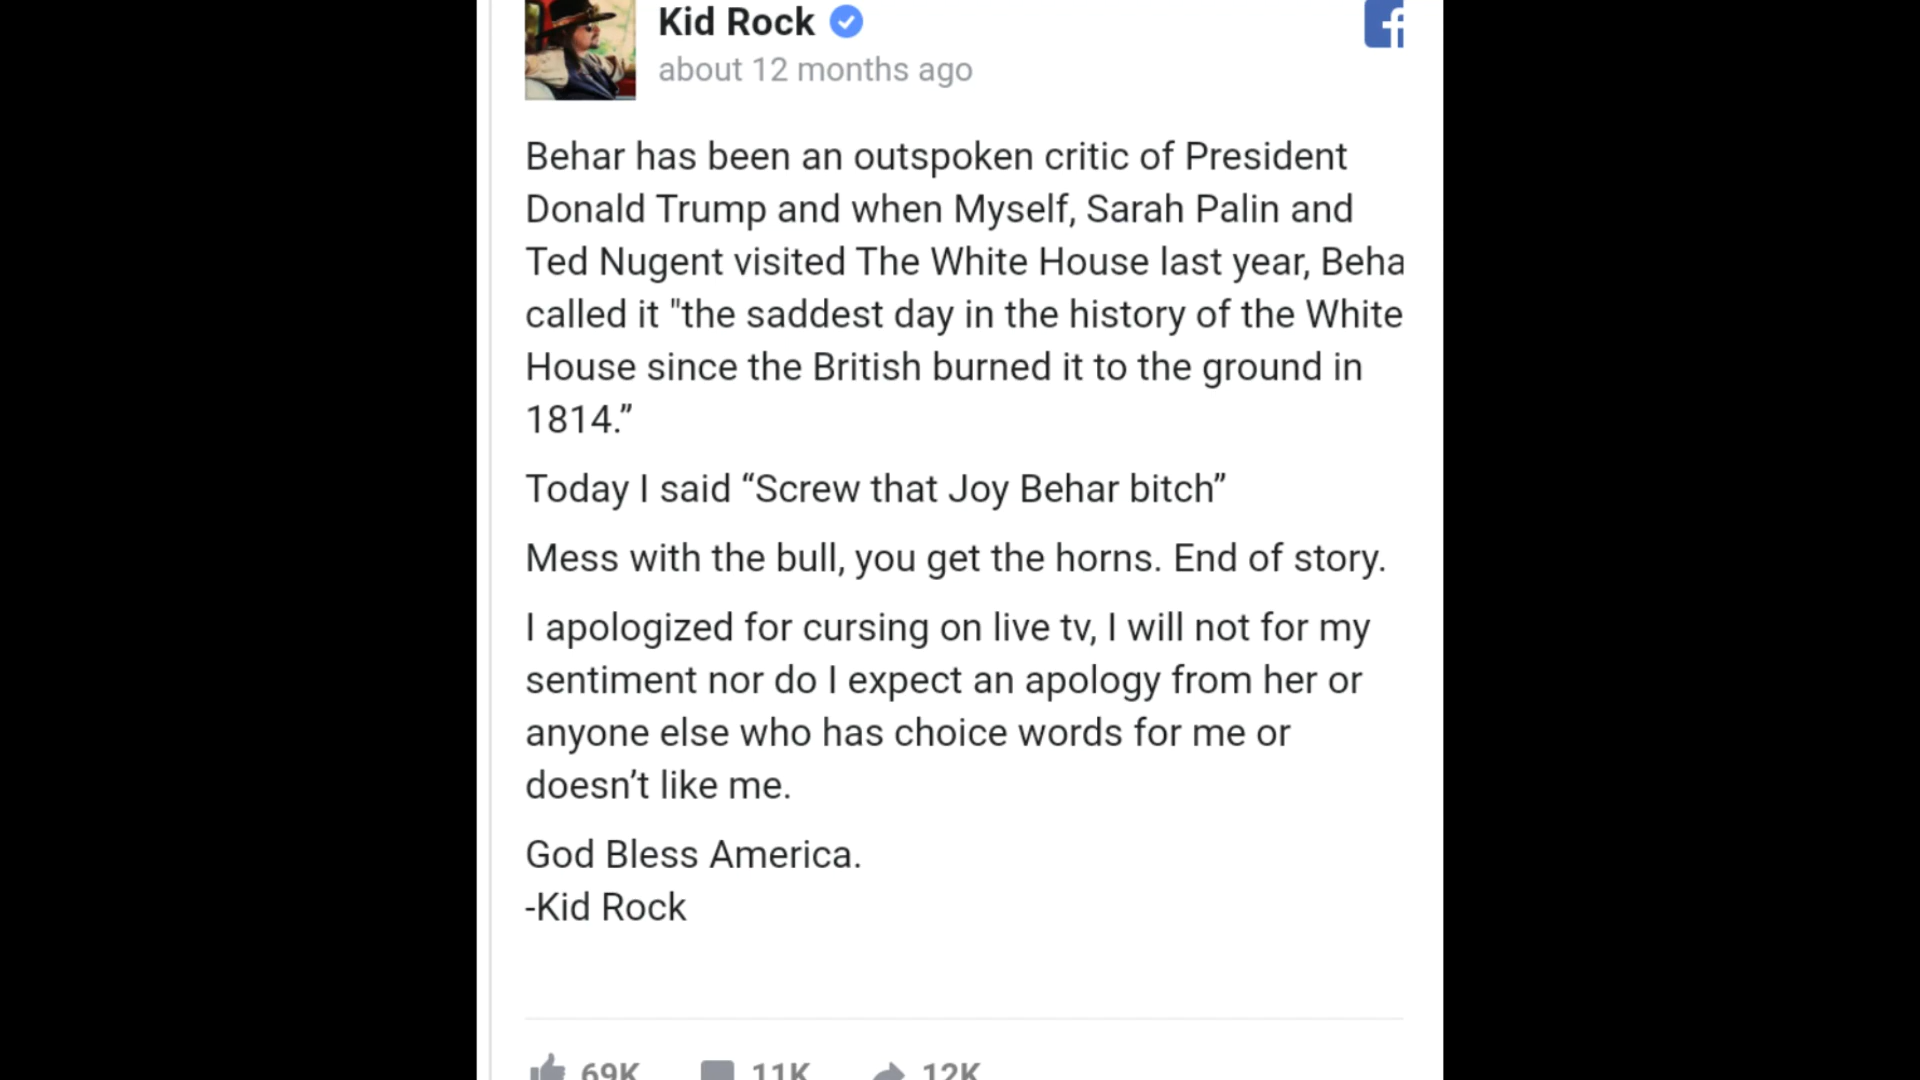 Kid Rock
about 12 months ago
Behar has been an outspoken critic of President
Donald Trump and when Myself, Sarah Palin and
Ted Nugent visited The White House last year, Beha
called it "the saddest day in the history of the White
House since the British burned it to the ground in
1814.”
Today I said “Screw that Joy Behar bitch”
Mess with the bull, you get the horns. End of story.
I apologized for cursing on live tv, I will not for my
sentiment nor do I expect an apology from her or
anyone else who has choice words for me or
doesn’t like me.
God Bless America.
-Kid Rock
69K 11K 12K